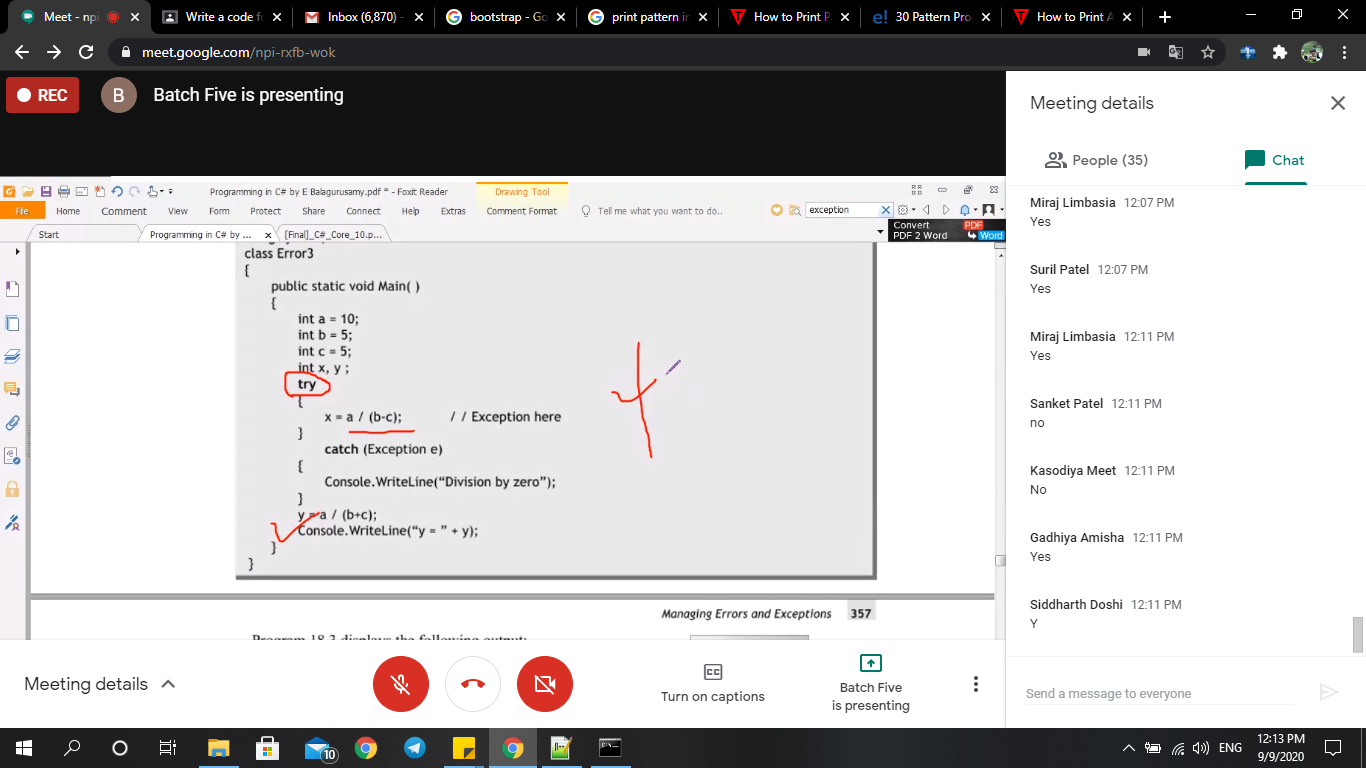 Meet - npi
Write a code f
Inbox (6,870) -
bootstrap - Go
print pattern in
How to Print P
30 Pattern Pro
How to Print A
meet.google.com/npi-rxfb-wok
REC
B
Batch Five is presenting
Programming in C# by E Balagurusamy.pdf * - Foxit Reader
Drawing Tool
File
Home
Comment
View
Form
Protect
Share
Connect
Help
Extras
Comment Format
Tell me what you want to do..
exception
Start
Programming in C# by ...
[Final]_C#_Core_10.p...
Convert
PDF
PDF 2 Word
Word
class Error3
{
public static void Main( )
{
int a = 10;
int b = 5;
int c = 5;
int x, y ;
try
{
x = a / (b-c); / / Exception here
}
catch (Exception e)
{
Console.WriteLine(“Division by zero”);
}
y = a / (b+c);
Console.WriteLine(“y = ” + y);
}
}
Managing Errors and Exceptions 357
Program 18.3 displays the following output:
Meeting details
People (35)
Chat
Miraj Limbasia 12:07 PM
Yes
Suril Patel 12:07 PM
Yes
Miraj Limbasia 12:11 PM
Yes
Sanket Patel 12:11 PM
no
Kasodiya Meet 12:11 PM
No
Gadhiya Amisha 12:11 PM
Yes
Siddharth Doshi 12:11 PM
Y
Send a message to everyone
Meeting details
CC
Turn on captions
Batch Five
is presenting
10
ENG
12:13 PM
9/9/2020